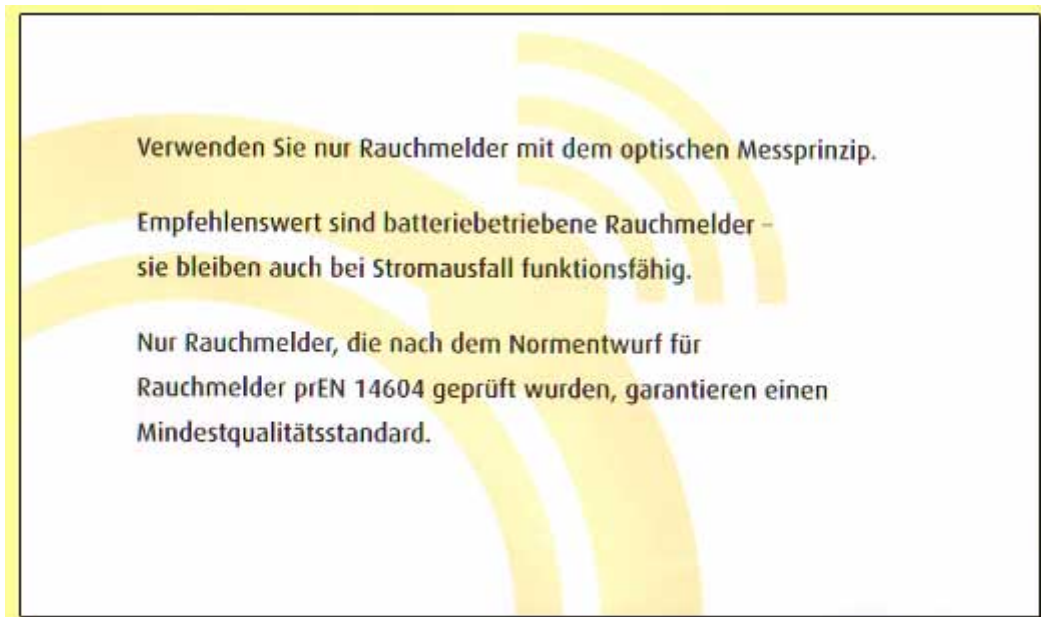 Verwenden Sie nur Rauchmelder mit dem optischen Messprinzip.
Empfehlenswert sind batteriebetriebene Rauchmelder –
sie bleiben auch bei Stromausfall funktionsfähig.
Nur Rauchmelder, die nach dem Normentwurf für
Rauchmelder prEN 14604 geprüft wurden, garantieren einen
Mindestqualitätsstandard.